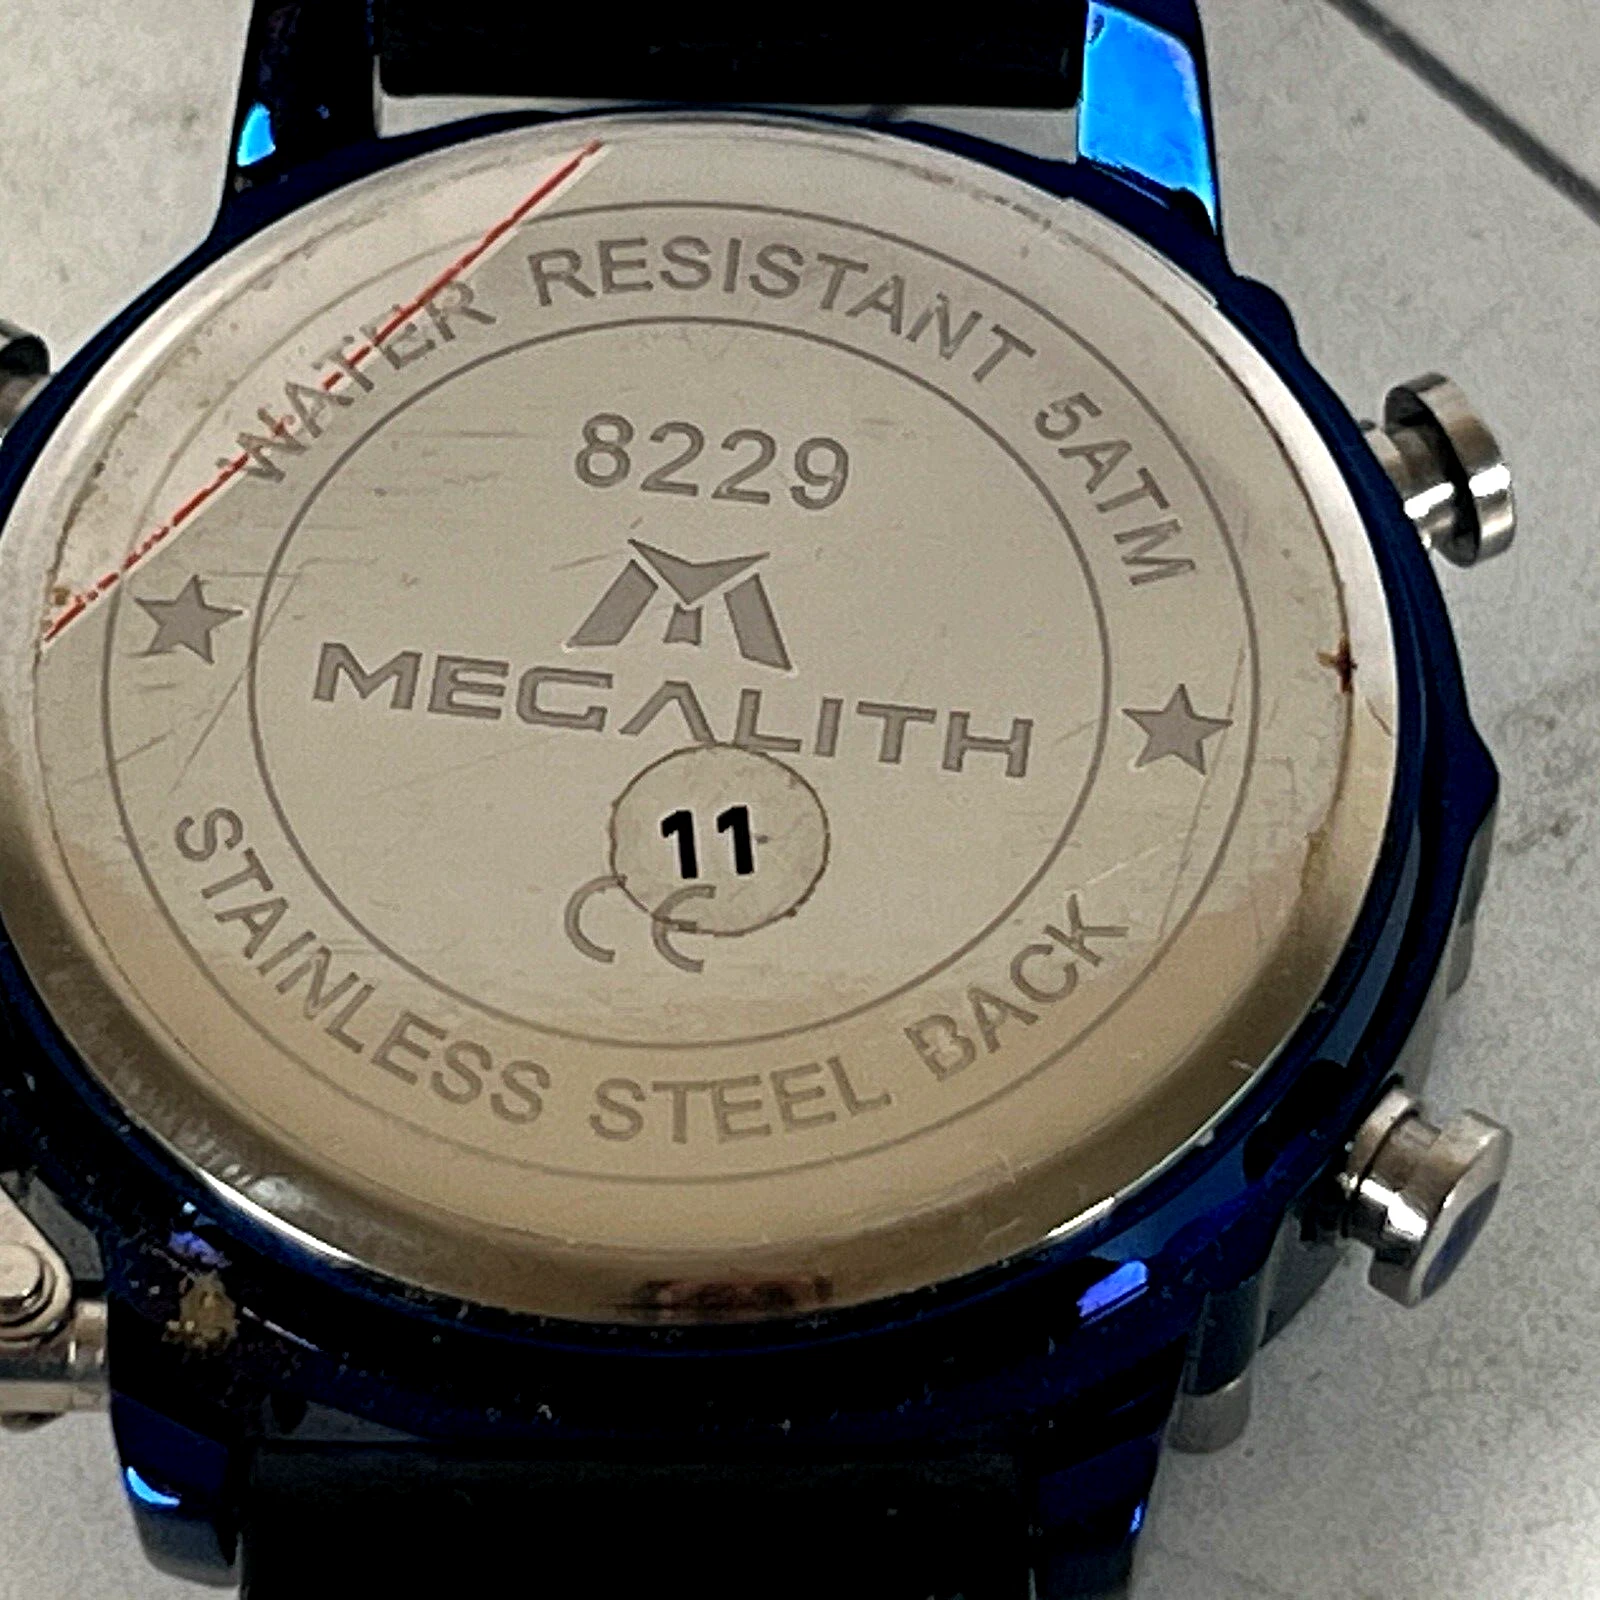 WATER RESISTANT 5ATM
8229
MEGALITH
11
CE
STAINLESS STEEL BACK